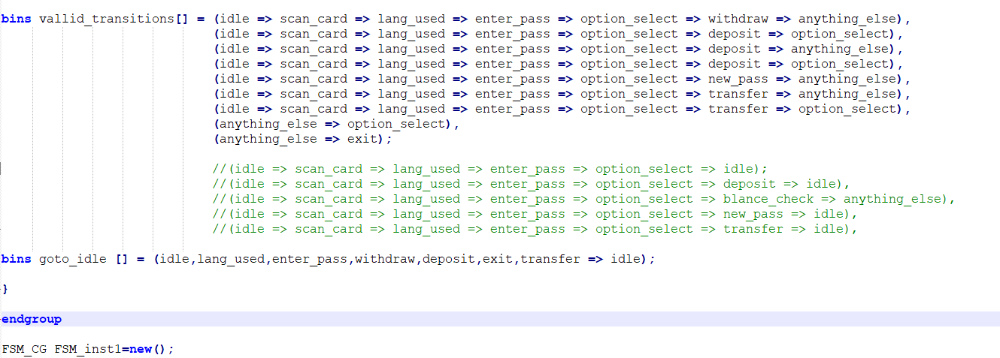 bins vallid_transitions[] = (idle => scan_card => lang_used => enter_pass => option_select => withdraw => anything_else),
(idle => scan_card => lang_used => enter_pass => option_select => deposit => option_select),
(idle => scan_card => lang_used => enter_pass => option_select => deposit => anything_else),
(idle => scan_card => lang_used => enter_pass => option_select => deposit => option_select),
(idle => scan_card => lang_used => enter_pass => option_select => new_pass => anything_else),
(idle => scan_card => lang_used => enter_pass => option_select => transfer => anything_else),
(idle => scan_card => lang_used => enter_pass => option_select => transfer => option_select),
(anything_else => option_select),
(anything_else => exit);
//(idle => scan_card => lang_used => enter_pass => option_select => idle);
//(idle => scan_card => lang_used => enter_pass => option_select => deposit => idle),
//(idle => scan_card => lang_used => enter_pass => option_select => blance_check => anything_else),
//(idle => scan_card => lang_used => enter_pass => option_select => new_pass => idle),
//(idle => scan_card => lang_used => enter_pass => option_select => transfer => idle),
bins goto_idle [] = (idle,lang_used,enter_pass,withdraw,deposit,exit,transfer => idle);
}
endgroup
FSM_CG FSM_inst1=new();